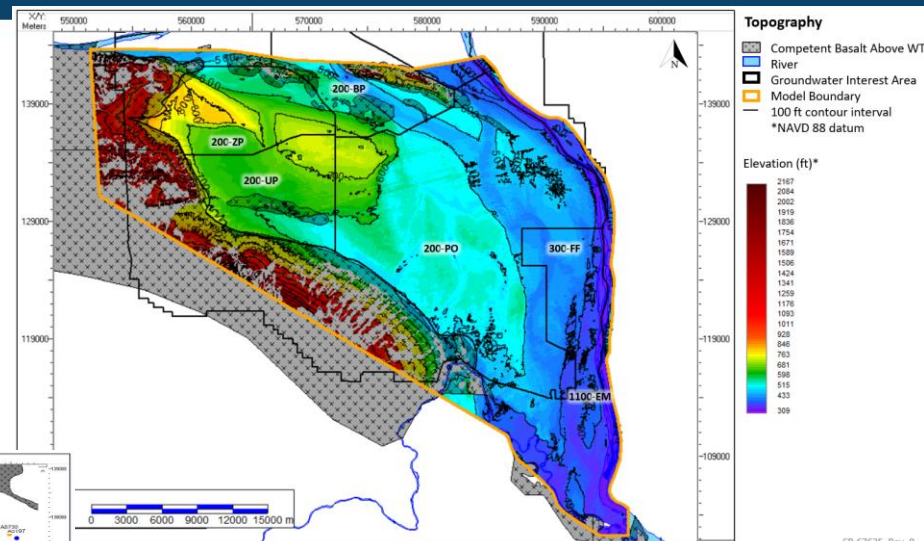 X/Y:
Meters
550000
560000
570000
580000
590000
600000
139000
129000
119000
109000
139000
129000
119000
109000
200-BP
200-ZP
200-UP
200-PO
300-FF
1100-EM
N
Topography
Competent Basalt Above WT
River
Groundwater Interest Area
Model Boundary
100 ft contour interval
*NAVD 88 datum
Elevation (ft)*
2167
2084
2002
1919
1836
1754
1671
1589
1506
1424
1341
1259
1176
1093
1011
928
846
763
681
598
515
433
309
0 3000 6000 9000 12000 15000 m